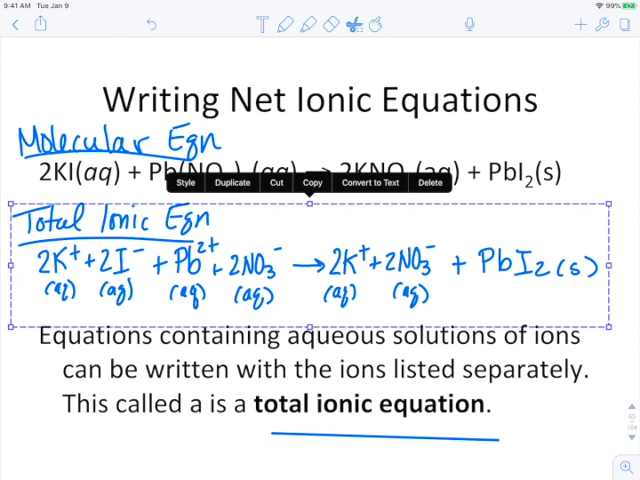 9:41 AM Tue Jan 9
99%
T
Writing Net Ionic Equations
Molecular Eqn
2KI(aq) + Pb(NO₃)₂(aq) → 2KNO₃(aq) + PbI₂(s)
Style Duplicate Cut Copy Convert to Text Delete
Total Ionic Eqn
2K⁺ + 2I⁻ + Pb²⁺ + 2NO₃⁻ → 2K⁺ + 2NO₃⁻ + PbI₂(s)
(aq) (aq) (aq) (aq) (aq) (aq)
Equations containing aqueous solutions of ions
can be written with the ions listed separately.
This called a is a total ionic equation.
63
104